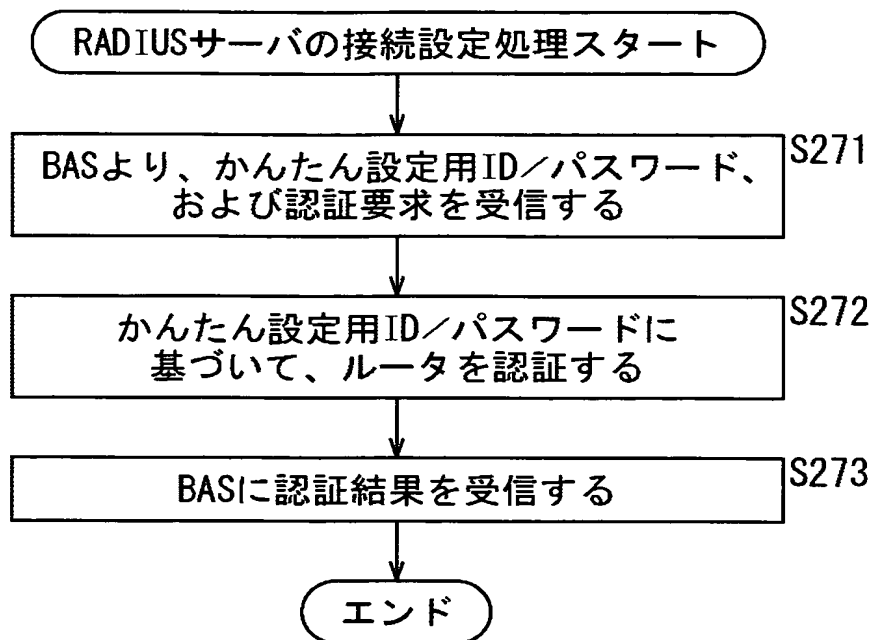 RADIUSサーバの接続設定処理スタート
BASより、かんたん設定用ID／パスワード、
および認証要求を受信する
S271
かんたん設定用ID／パスワードに
基づいて、ルータを認証する
S272
BASに認証結果を受信する
S273
エンド